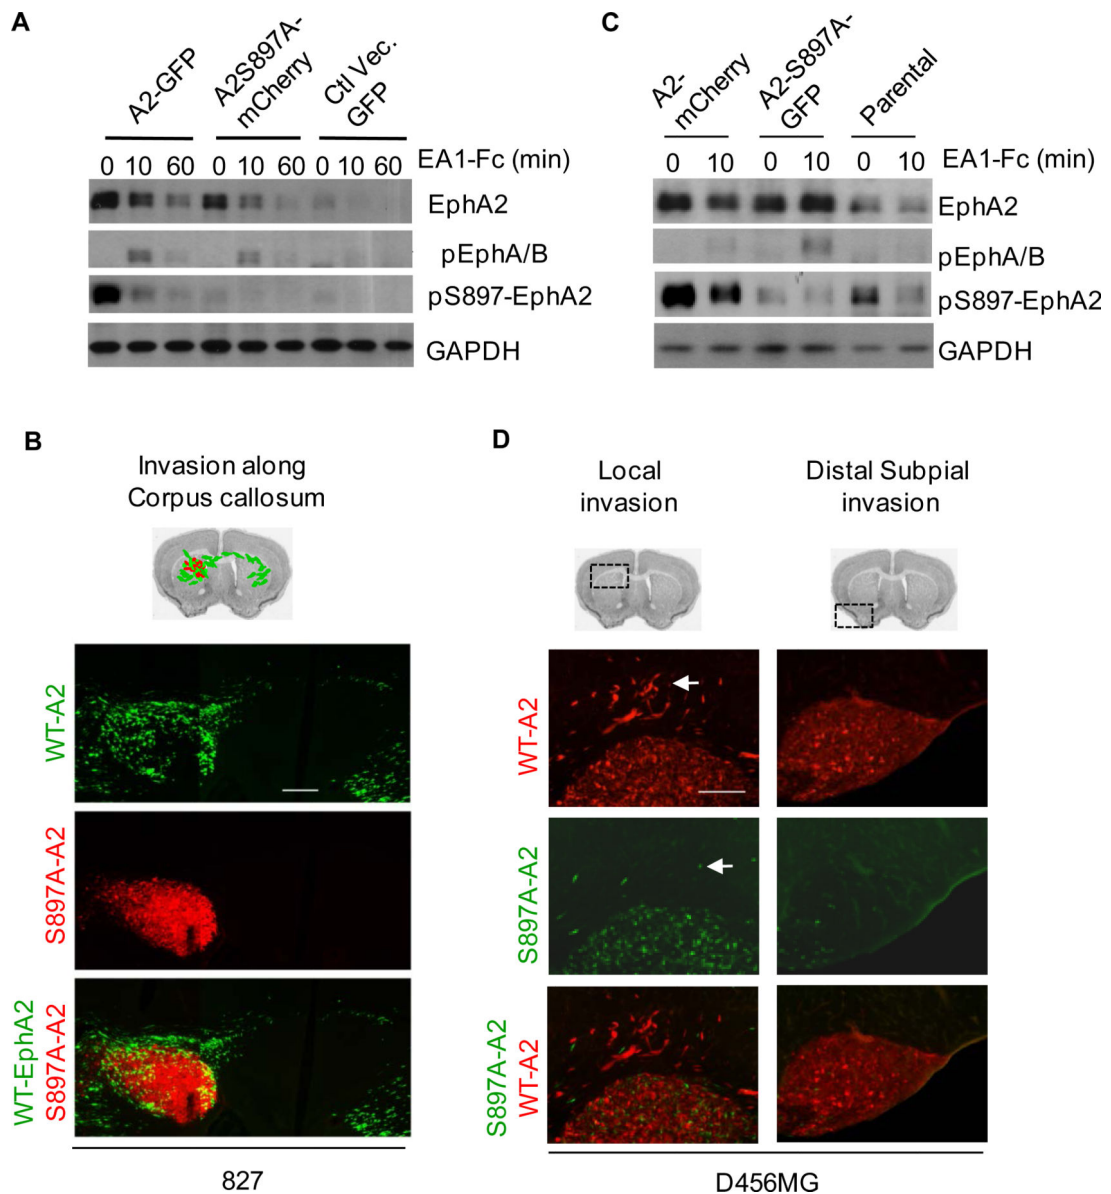 A
A2-GFP
A2S897A-
mCherry
Ctl Vec.
GFP
0 10 60 0 10 60 0 10 60 EA1-Fc (min)
EphA2
pEphA/B
pS897-EphA2
GAPDH
C
A2-
mCherry
A2-S897A-
GFP
Parental
0 10 0 10 0 10 EA1-Fc (min)
EphA2
pEphA/B
pS897-EphA2
GAPDH
B
Invasion along
Corpus callosum
WT-A2
S897A-A2
WT-EphA2
S897A-A2
827
D
Local
invasion
Distal Subpial
invasion
WT-A2
S897A-A2
S897A-A2
WT-A2
D456MG